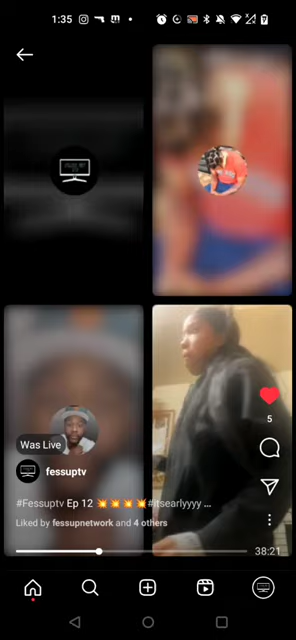 1:35
Was Live
fessuptv
#Fessuptv Ep 12 💥💥💥💥#itsearlyyyy ...
Liked by fessupnetwork and 4 others
5
38:21